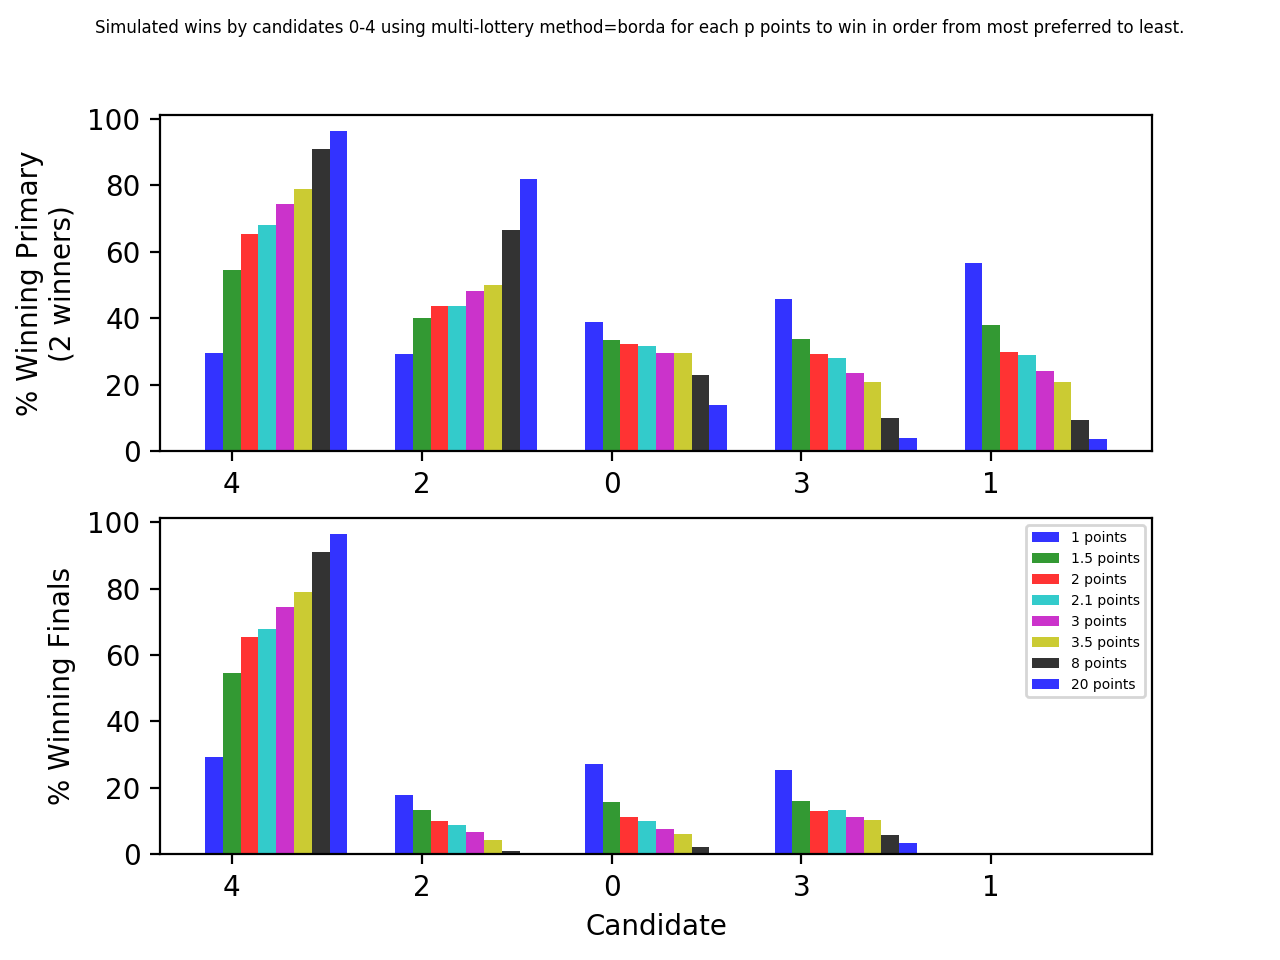 Simulated wins by candidates 0-4 using multi-lottery method=borda for each p points to win in order from most preferred to least.
% Winning Primary
(2 winners)
100
80
60
40
20
0
4 2 0 3 1
% Winning Finals
100
80
60
40
20
0
1 points
1.5 points
2 points
2.1 points
3 points
3.5 points
8 points
20 points
4 2 0 3 1
Candidate